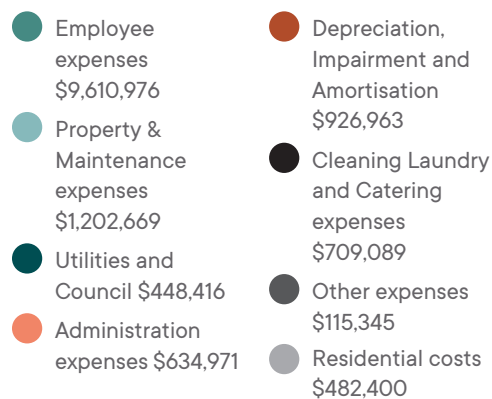 Employee
expenses
$9,610,976
Property &
Maintenance
expenses
$1,202,669
Utilities and
Council $448,416
Administration
expenses $634,971
Depreciation,
Impairment and
Amortisation
$926,963
Cleaning Laundry
and Catering
expenses
$709,089
Other expenses
$115,345
Residential costs
$482,400